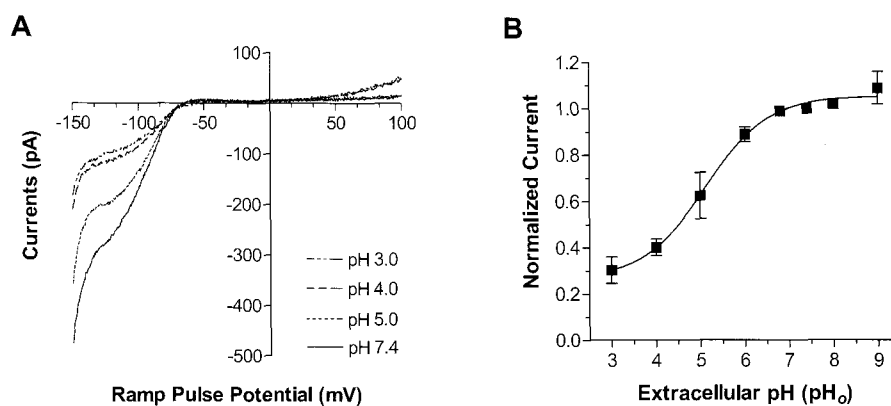 A
Currents (pA)
100
-150
-100
-50
50
100
-100
-200
-300
-400
-500
pH 3.0
pH 4.0
pH 5.0
pH 7.4
Ramp Pulse Potential (mV)
B
Normalized Current
1.2
1.0
0.8
0.6
0.4
0.2
0.0
3 4 5 6 7 8 9
Extracellular pH (pHo)